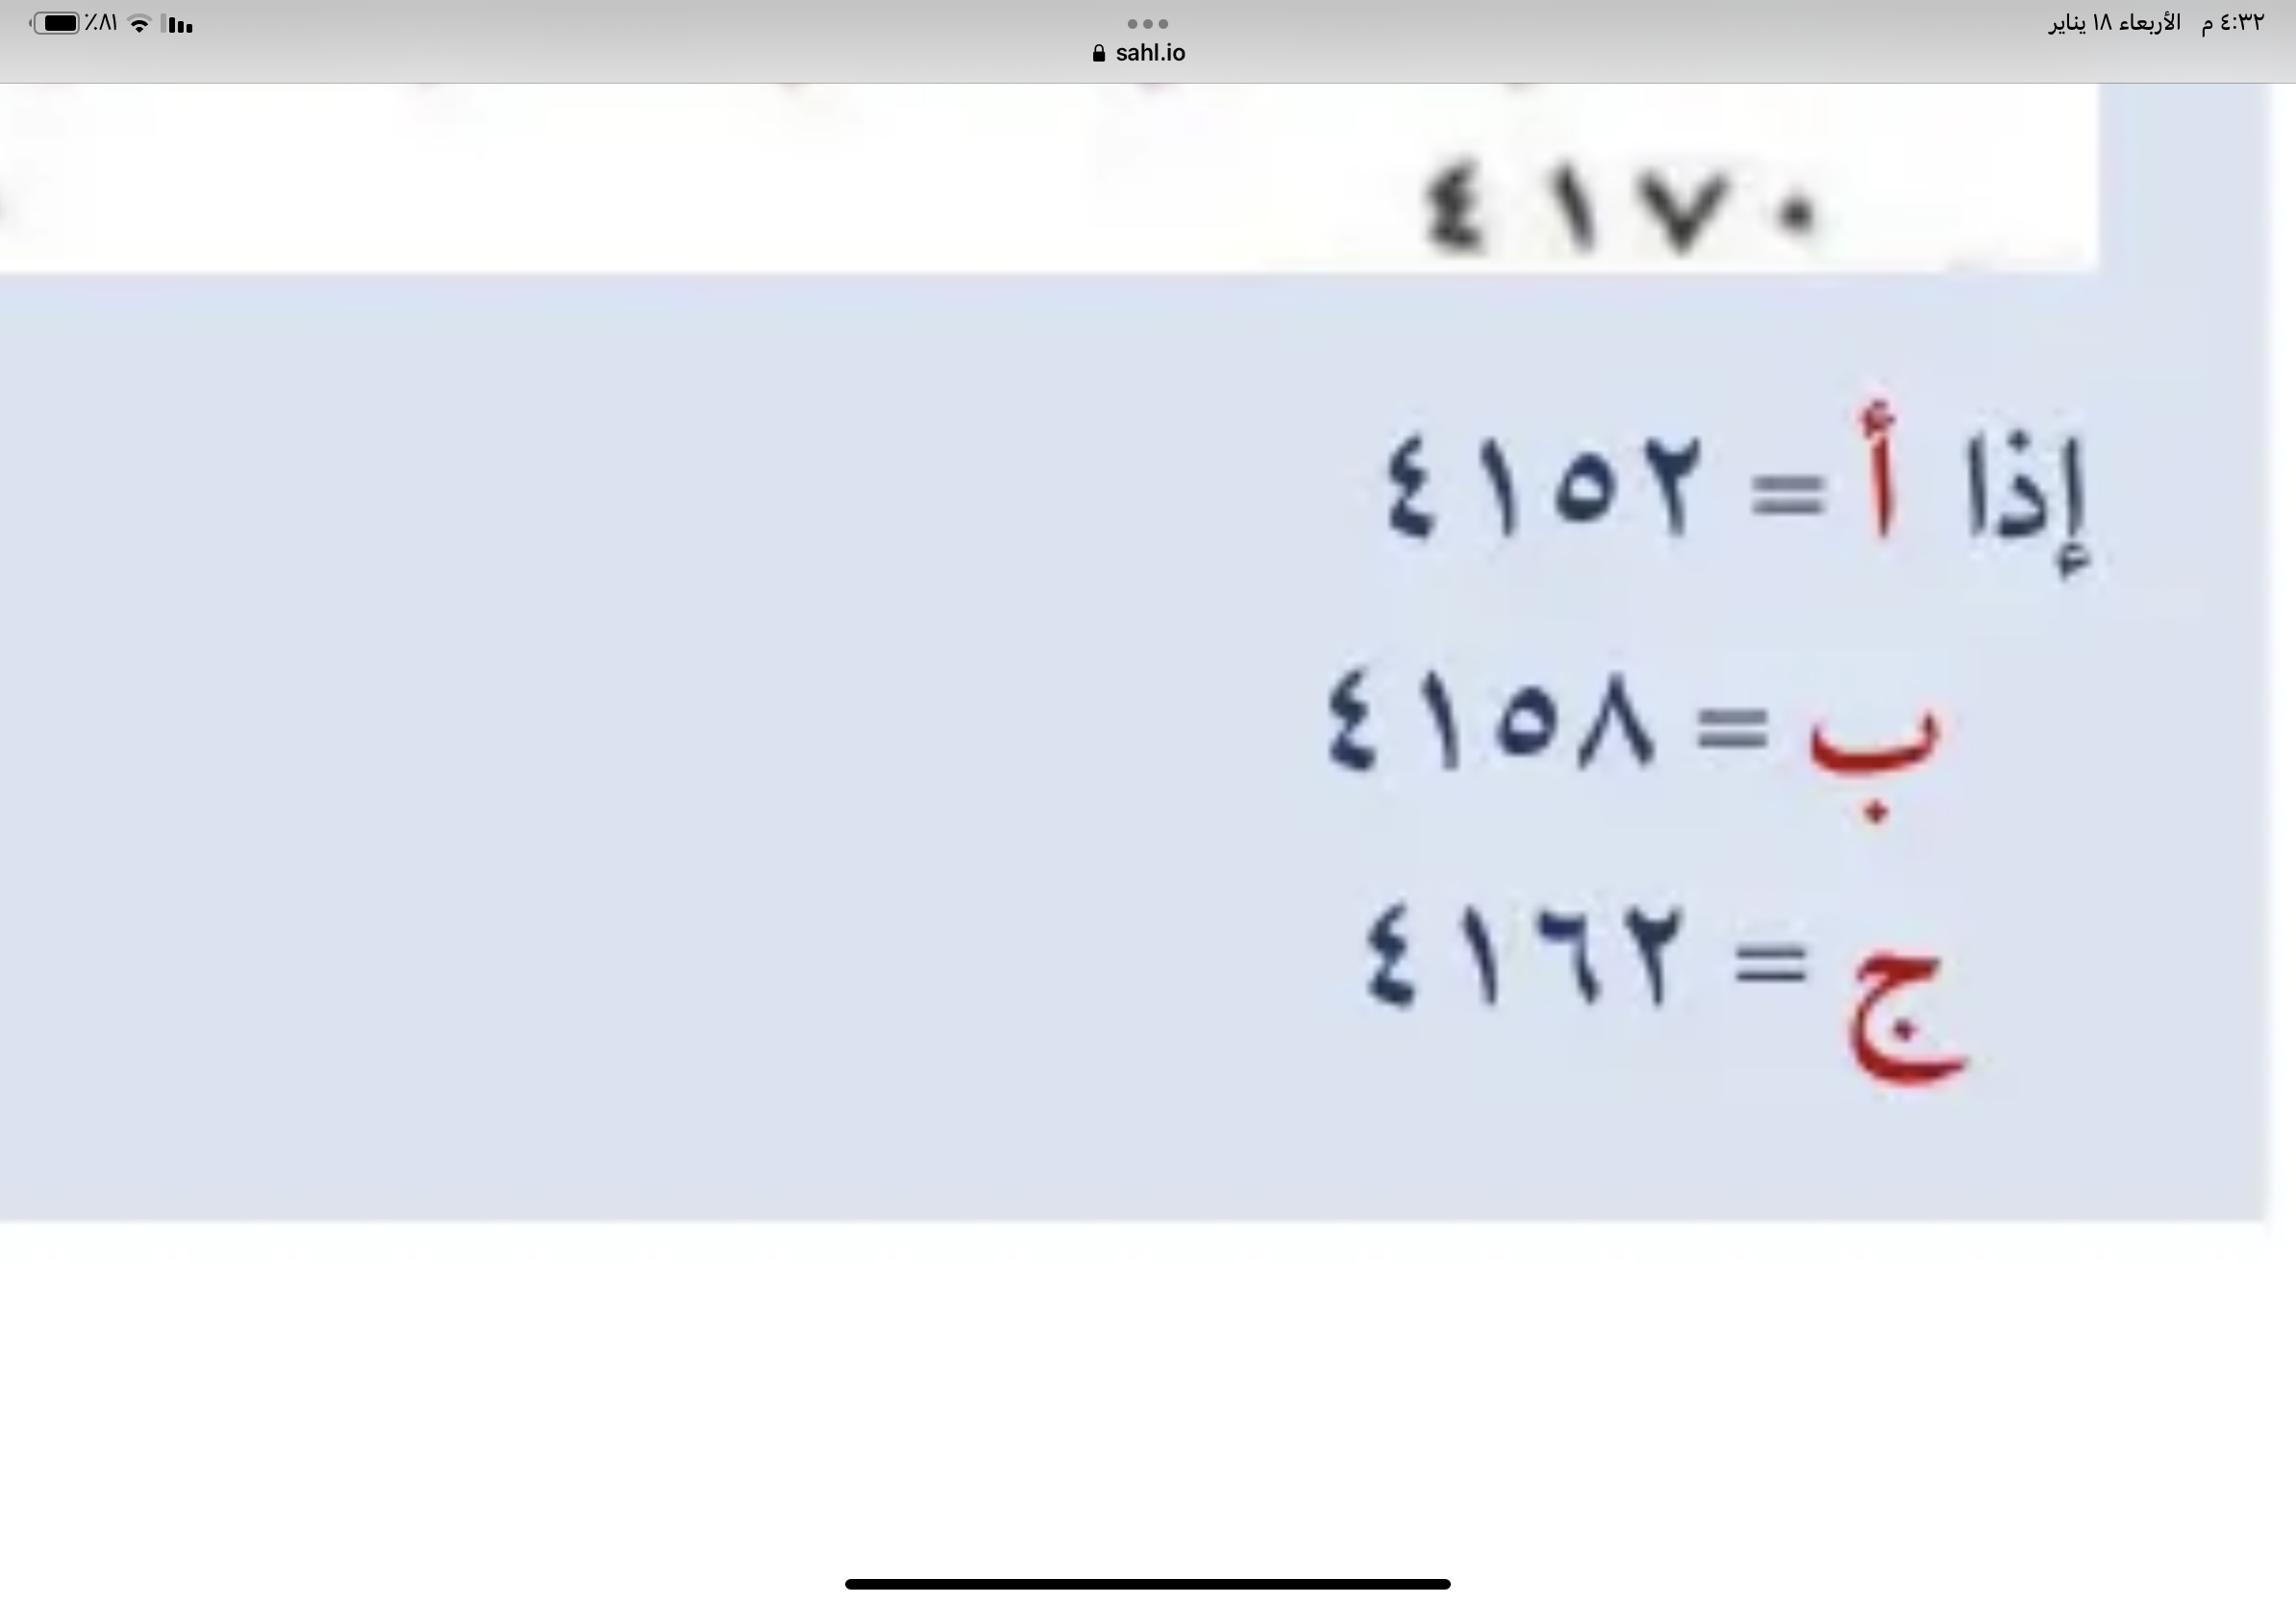 ٤:٣٢ م الأربعاء ١٨ يناير
٪٨١
sahl.io
٤١٧٠
إذا أ = ٤١٥٢
ب = ٤١٥٨
ج = ٤١٦٢